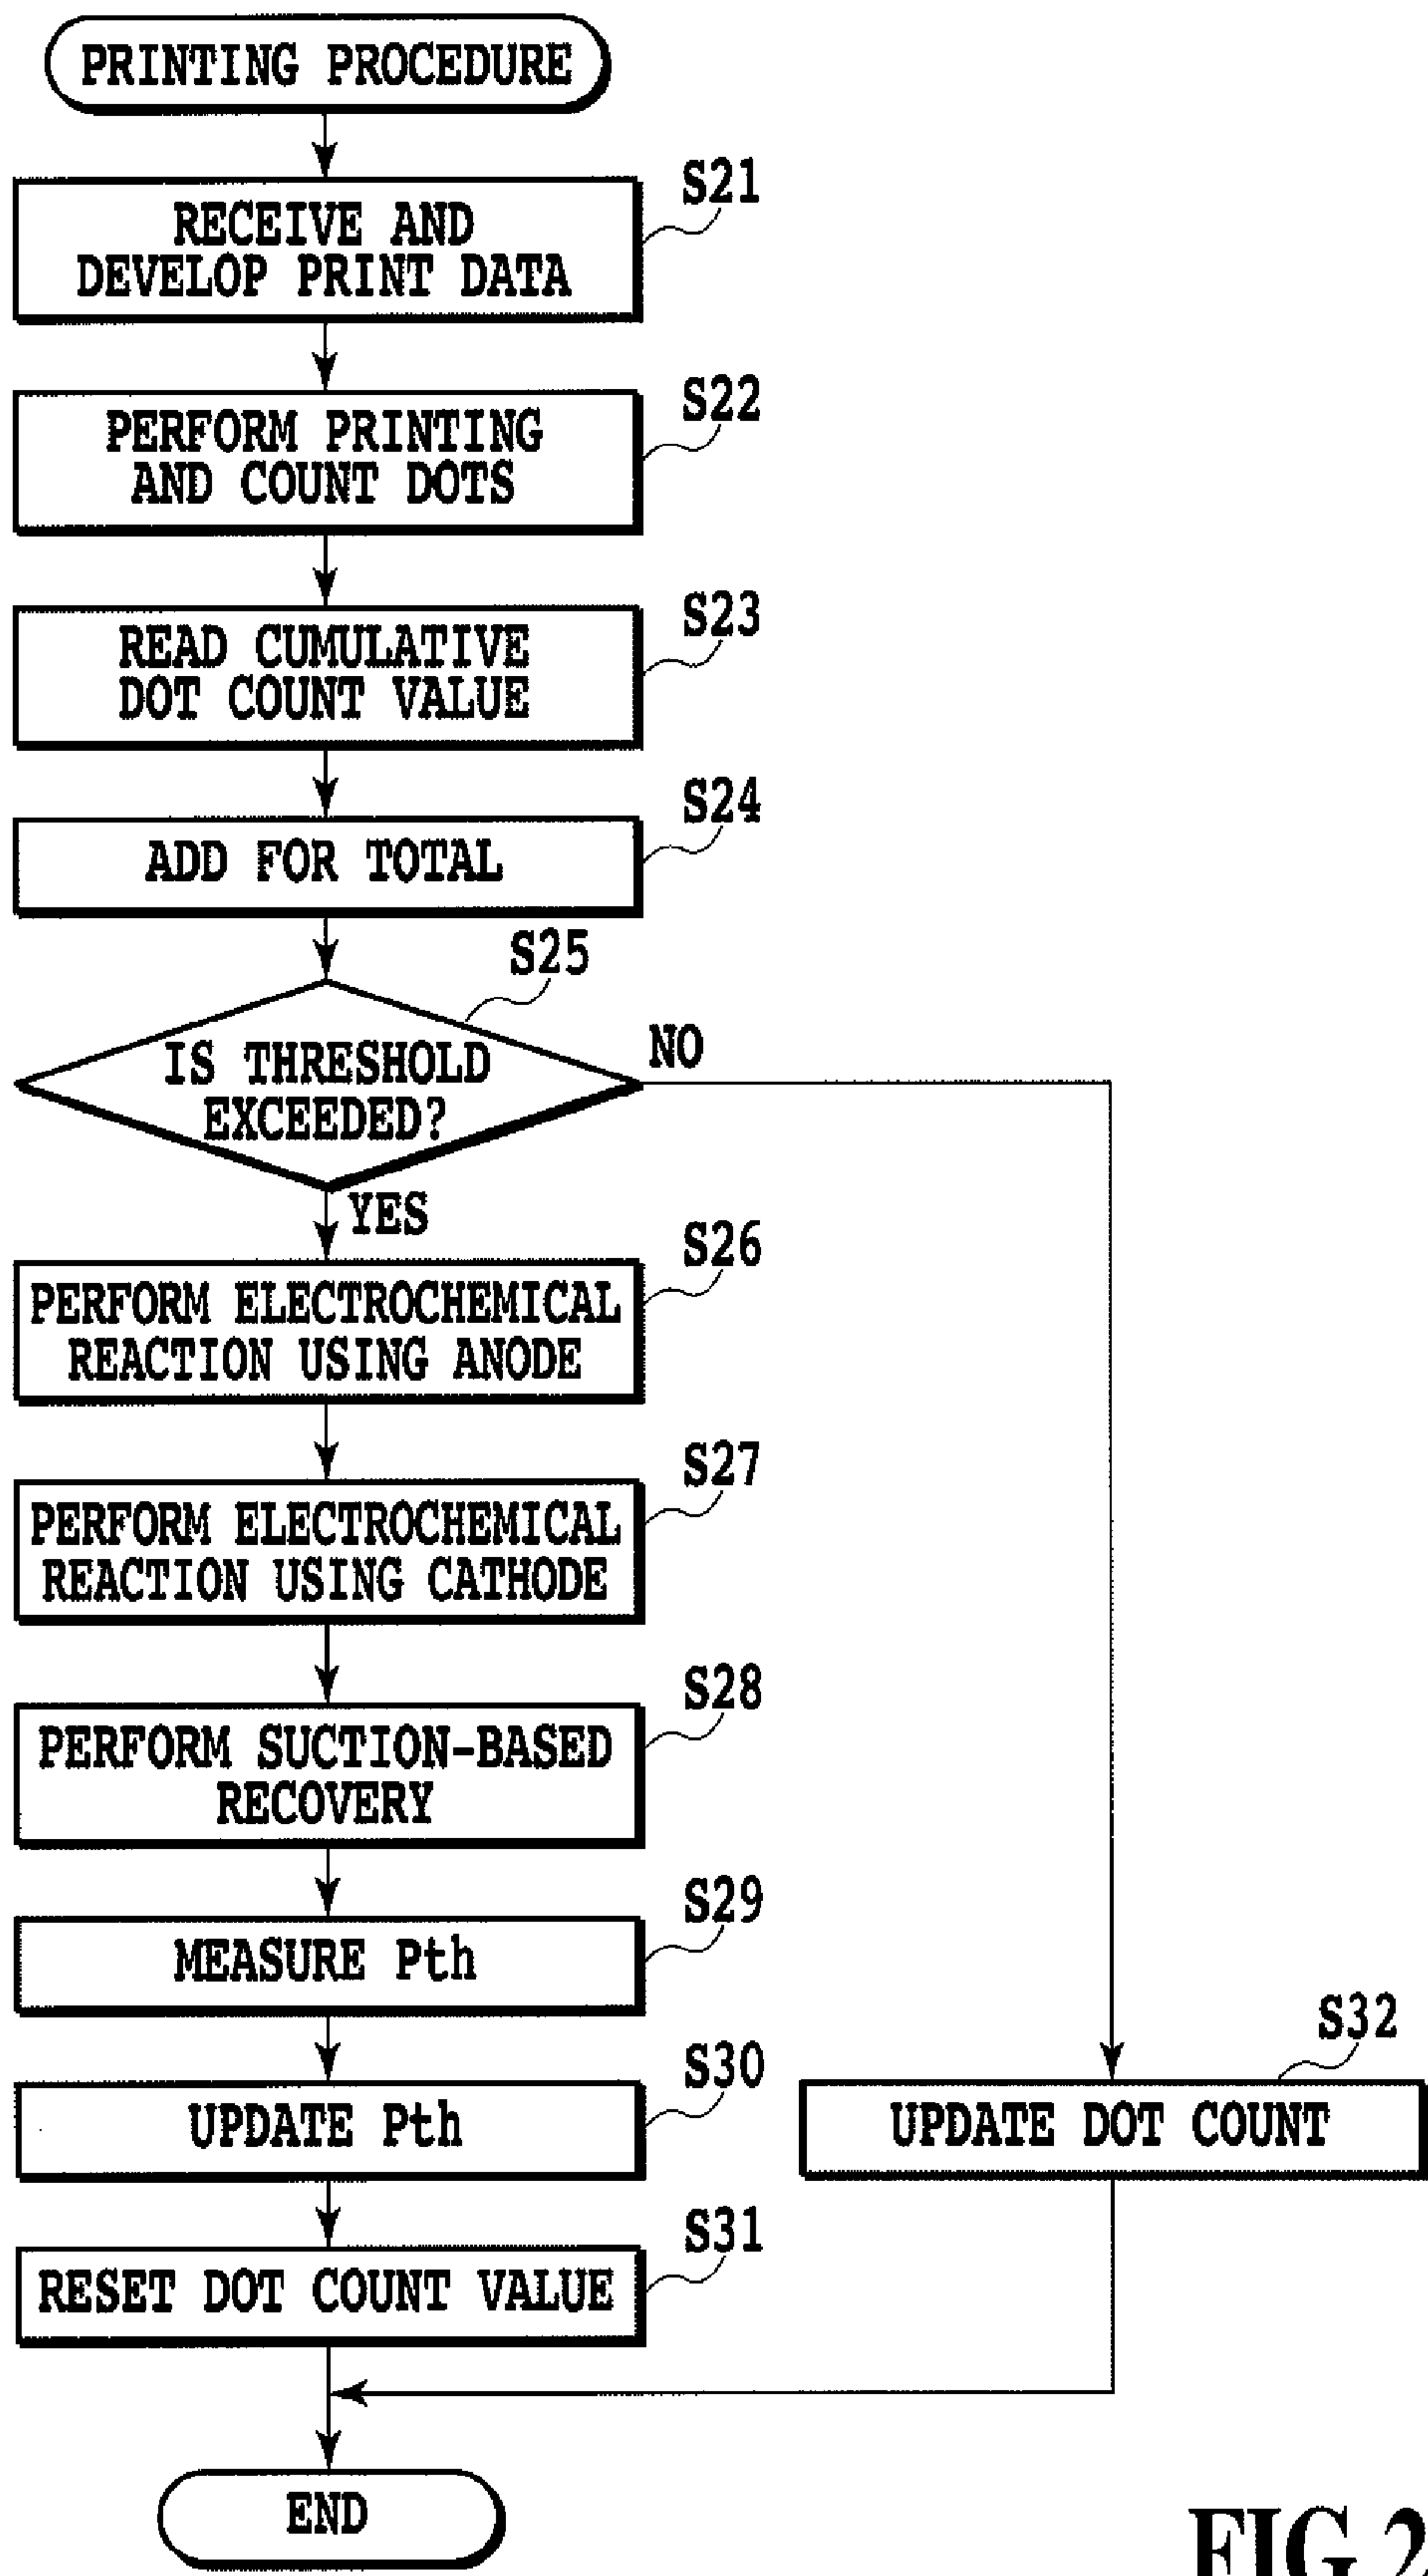 PRINTING PROCEDURE
S21
RECEIVE AND
DEVELOP PRINT DATA
S22
PERFORM PRINTING
AND COUNT DOTS
S23
READ CUMULATIVE
DOT COUNT VALUE
S24
ADD FOR TOTAL
S25
IS THRESHOLD
EXCEEDED?
NO
YES
S26
PERFORM ELECTROCHEMICAL
REACTION USING ANODE
S27
PERFORM ELECTROCHEMICAL
REACTION USING CATHODE
S28
PERFORM SUCTION-BASED
RECOVERY
S29
MEASURE Pth
S30
UPDATE Pth
S32
UPDATE DOT COUNT
S31
RESET DOT COUNT VALUE
END
FIG.2